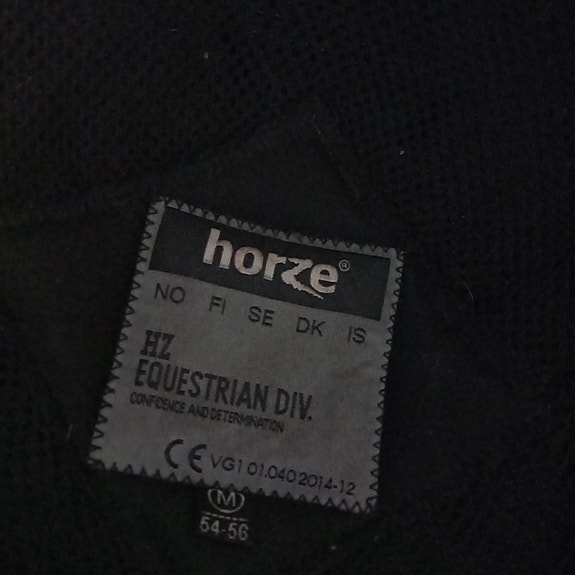 horze®
NO FI SE DK IS
HZ
EQUESTRIAN DIV.
CONFIDENCE AND DETERMINATION
CE VG1 01.040 2014-12
M
54-56